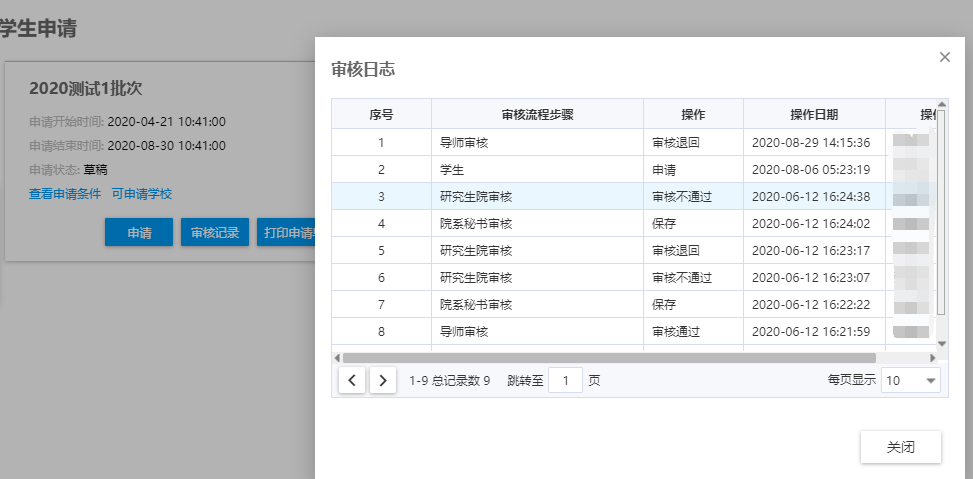 学生申请
2020测试1批次
申请开始时间: 2020-04-21 10:41:00
申请结束时间: 2020-08-30 10:41:00
申请状态: 草稿
查看申请条件 可申请学校
申请 审核记录 打印申请
审核日志
序号 审核流程步骤 操作 操作日期
1 导师审核 审核退回 2020-08-29 14:15:36
2 学生 申请 2020-08-06 05:23:19
3 研究生院审核 审核不通过 2020-06-12 16:24:38
4 院系秘书审核 保存 2020-06-12 16:24:02
5 研究生院审核 审核退回 2020-06-12 16:23:17
6 研究生院审核 审核不通过 2020-06-12 16:23:07
7 院系秘书审核 保存 2020-06-12 16:22:22
8 导师审核 审核通过 2020-06-12 16:21:59
1-9 总记录数 9 跳转至 1 页 每页显示 10
关闭